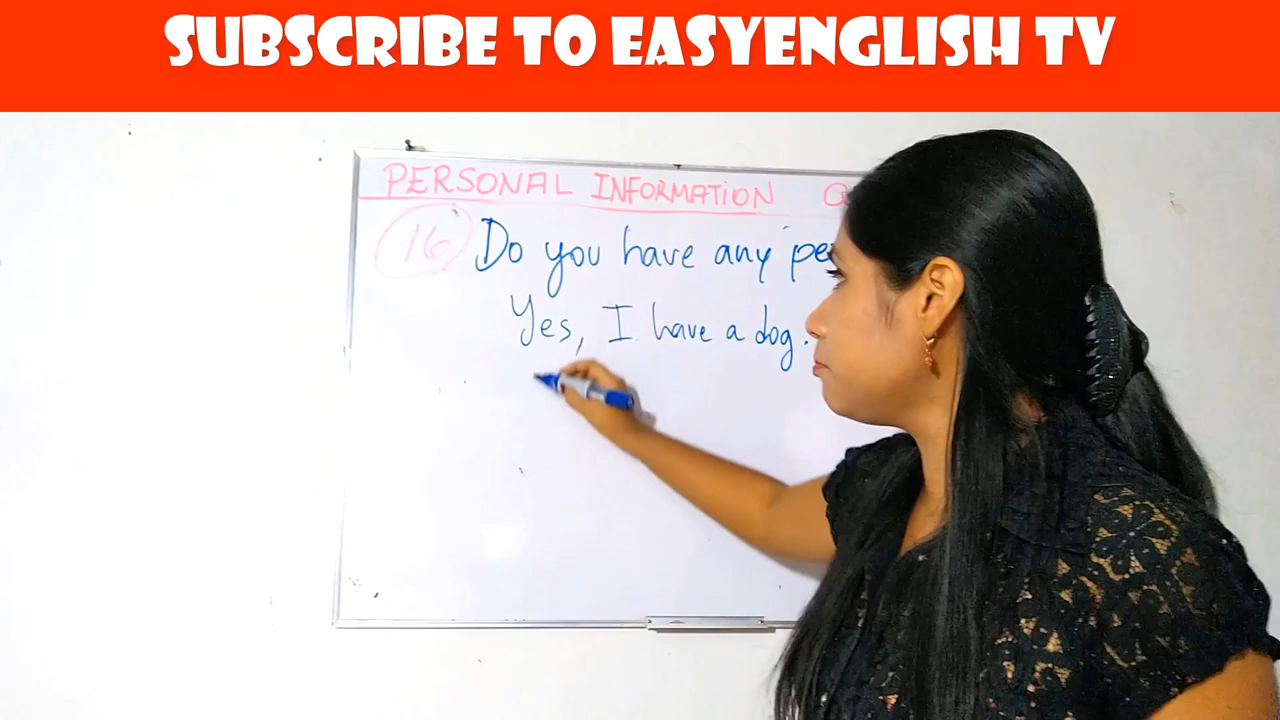 SUBSCRIBE TO EASYENGLISH TV
PERSONAL INFORMATION
16 Do you have any
Yes, I have a dog.